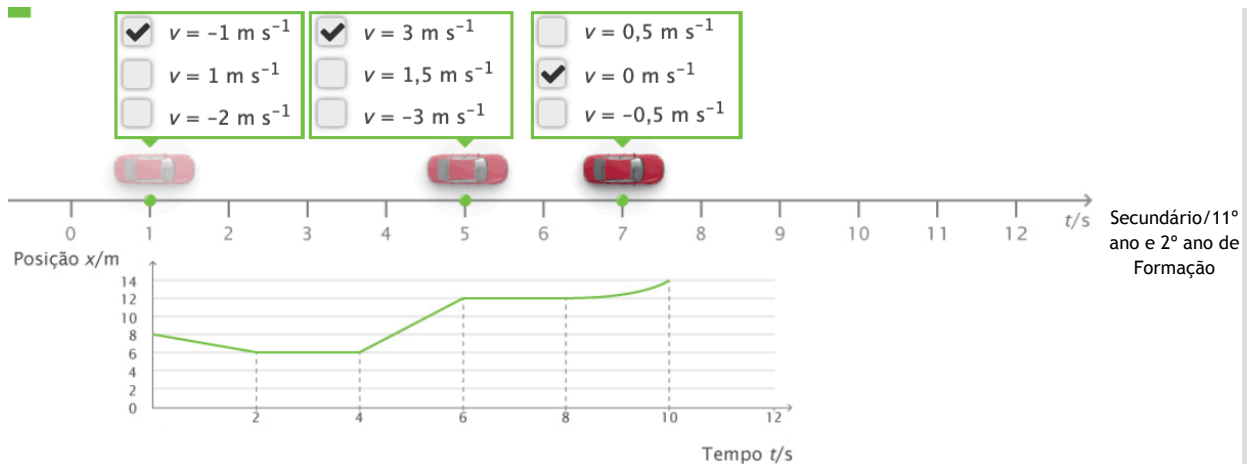 v = –1 m s⁻¹
v = 1 m s⁻¹
v = –2 m s⁻¹
v = 3 m s⁻¹
v = 1,5 m s⁻¹
v = –3 m s⁻¹
v = 0,5 m s⁻¹
v = 0 m s⁻¹
v = –0,5 m s⁻¹
0 1 2 3 4 5 6 7 8 9 10 11 12 t/s
Secundário/11º
ano e 2º ano de
Formação
Posição x/m
14
12
10
8
6
4
2
0
2 4 6 8 10 12
Tempo t/s